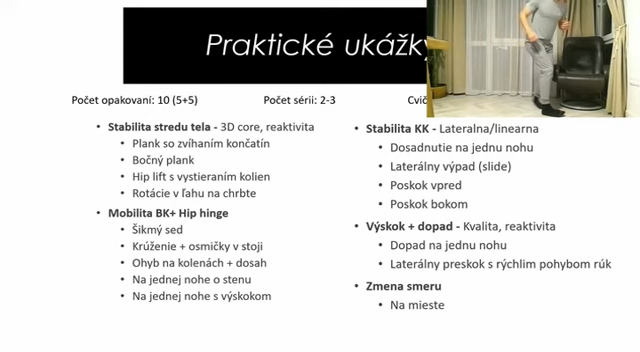 Praktické ukážky
Počet opakovaní: 10 (5+5) Počet sérii: 2-3 Cvič
Stabilita stredu tela - 3D core, reaktivita
Plank so zvíhaním končatín
Bočný plank
Hip lift s vystieraním kolien
Rotácie v ľahu na chrbte
Mobilita BK+ Hip hinge
Šikmý sed
Krúženie + osmičky v stoji
Ohyb na kolenách + dosah
Na jednej nohe o stenu
Na jednej nohe s výskokom
Stabilita KK - Lateralna/linearna
Dosadnutie na jednu nohu
Laterálny výpad (slide)
Poskok vpred
Poskok bokom
Výskok + dopad - Kvalita, reaktivita
Dopad na jednu nohu
Laterálny preskok s rýchlim pohybom rúk
Zmena smeru
Na mieste